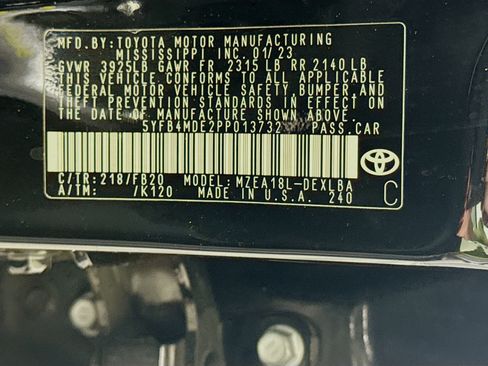 MFD.BY:TOYOTA MOTOR MANUFACTURING
MISSISSIPPI INC.01/23
GVWR 3925LB GAWR FR 2315 LB RR 2140 LB
THIS VEHICLE CONFORMS TO ALL APPLICABLE
FEDERAL MOTOR VEHICLE SAFETY,BUMPER,AND
THEFT PREVENTION STANDARDS IN EFFECT ON
THE DATE OF MANUFACTURE SHOWN ABOVE.
5YFB4MDE2PP013732 PASS.CAR
C/TR:218/FB20 MODEL:MZEA18L-DEXLBA
A/TM: /K120 MADE IN U.S.A. 240
C